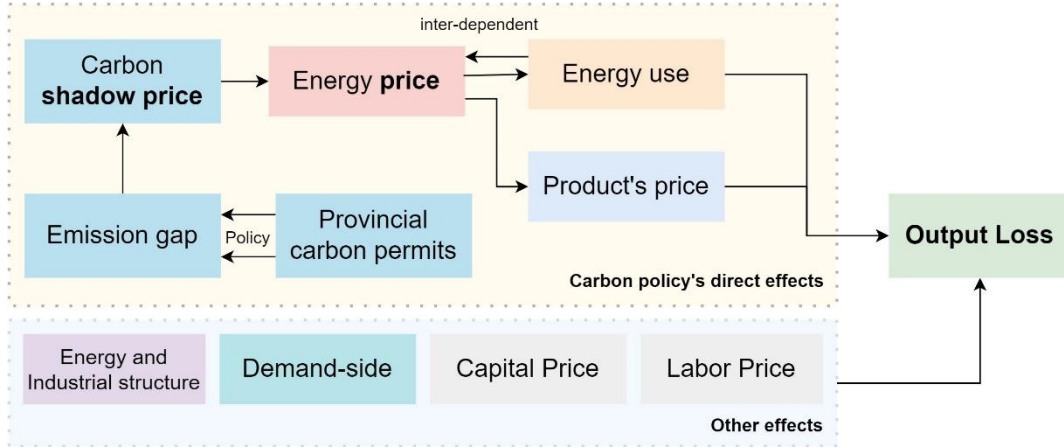 inter-dependent
Carbon
shadow price
Energy price
Energy use
Product's price
Emission gap
Policy
Provincial
carbon permits
Output Loss
Carbon policy's direct effects
Energy and
Industrial structure
Demand-side
Capital Price
Labor Price
Other effects